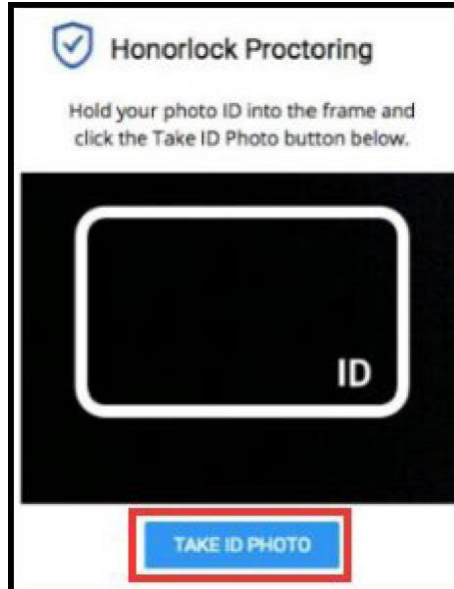 Honorlock Proctoring
Hold your photo ID into the frame and
click the Take ID Photo button below.
ID
TAKE ID PHOTO